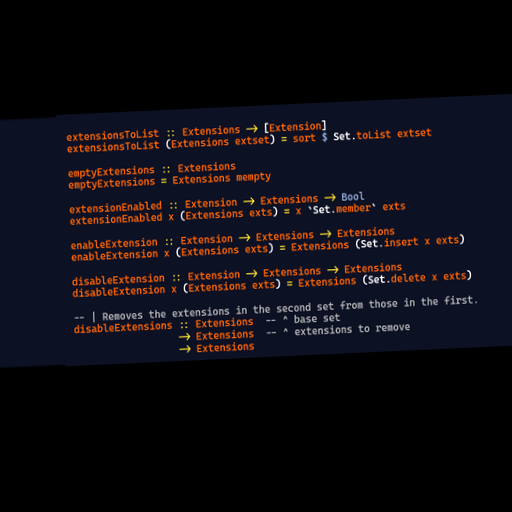 extensionsToList :: Extensions → [Extension]
extensionsToList (Extensions extset) = sort $ Set.toList extset
emptyExtensions :: Extensions
emptyExtensions = Extensions mempty
extensionEnabled :: Extension → Extensions → Bool
extensionEnabled x (Extensions exts) = x `Set.member` exts
enableExtension :: Extension → Extensions → Extensions
enableExtension x (Extensions exts) = Extensions (Set.insert x exts)
disableExtension :: Extension → Extensions → Extensions
disableExtension x (Extensions exts) = Extensions (Set.delete x exts)
-- | Removes the extensions in the second set from those in the first.
disableExtensions :: Extensions -- ^ base set
→ Extensions -- ^ extensions to remove
→ Extensions